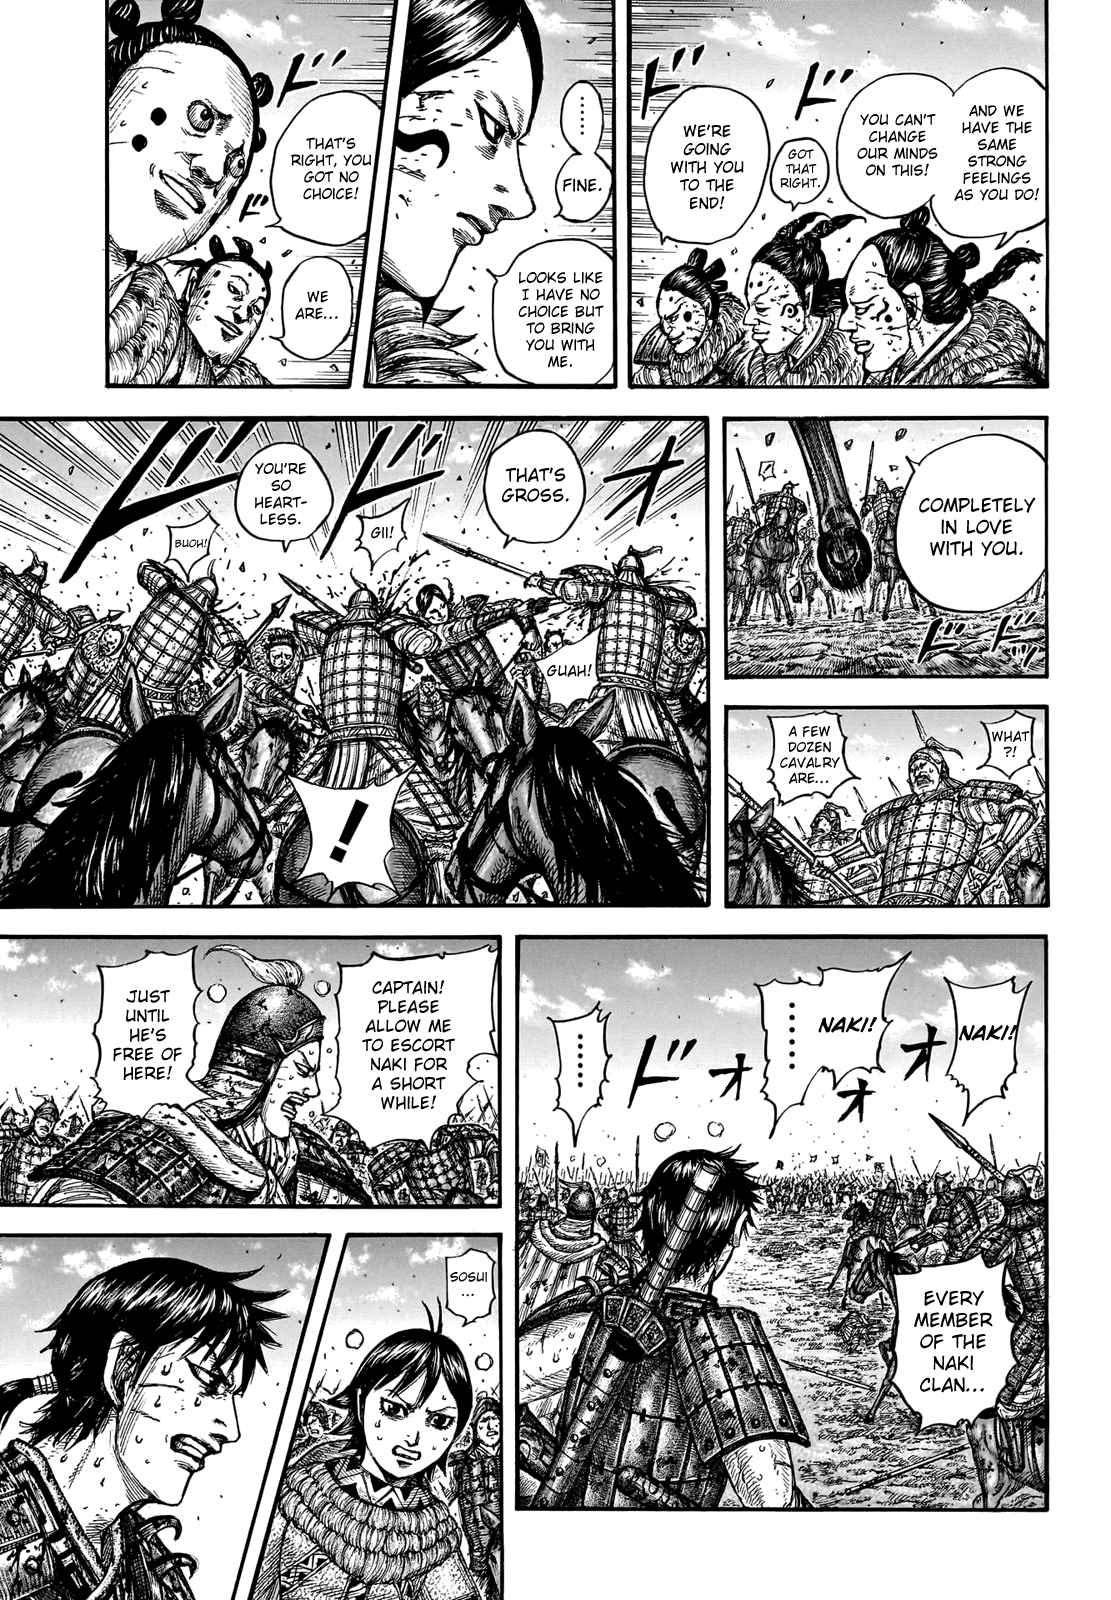 AND WE
HAVE THE
SAME
STRONG
FEELINGS
AS YOU DO!
YOU CAN'T
CHANGE
OUR MINDS
ON THIS!
GOT
THAT
RIGHT.
WE'RE
GOING
WITH YOU
TO THE
END!
ドド
......
FINE.
LOOKS LIKE
I HAVE NO
CHOICE BUT
TO BRING
YOU WITH
ME.
ド
THAT'S
RIGHT, YOU
GOT NO
CHOICE!
ド
WE
ARE...
COMPLETELY
IN LOVE
WITH YOU.
ドドド
THAT'S
GROSS.
YOU'RE
SO
HEART-
LESS.
GII!
BUOH!
GUAH!
ドドオ
!
WHAT
?!
A FEW
DOZEN
CAVALRY
ARE...
NAKI!
NAKI!
......
......
ドオオオ
EVERY
MEMBER
OF THE
NAKI
CLAN...
CAPTAIN!
PLEASE
ALLOW ME
TO ESCORT
NAKI FOR
A SHORT
WHILE!
JUST
UNTIL
HE'S
FREE OF
HERE!
SOSUI
...